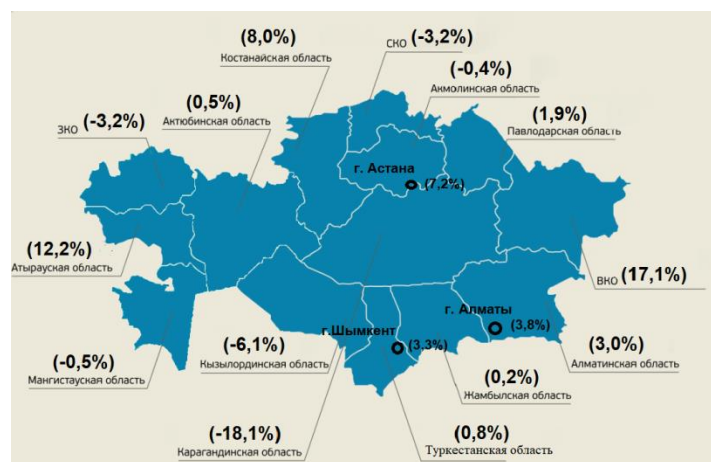 (8,0%)
Костанайская область
СКО (-3,2%)
(-0,4%)
Акмолинская область
(0,5%)
Актюбинская область
(1,9%)
Павлодарская область
ЗКО (-3,2%)
г. Астана
(7,2%)
(12,2%)
Атырауская область
ВКО (17,1%)
г. Алматы
(3,8%)
г.Шымкент
(3,3%)
(-0,5%)
Мангистауская область
(-6,1%)
Кызылординская область
(3,0%)
Алматинская область
(0,2%)
Жамбылская область
(-18,1%)
Карагандинская область
(0,8%)
Туркестанская область